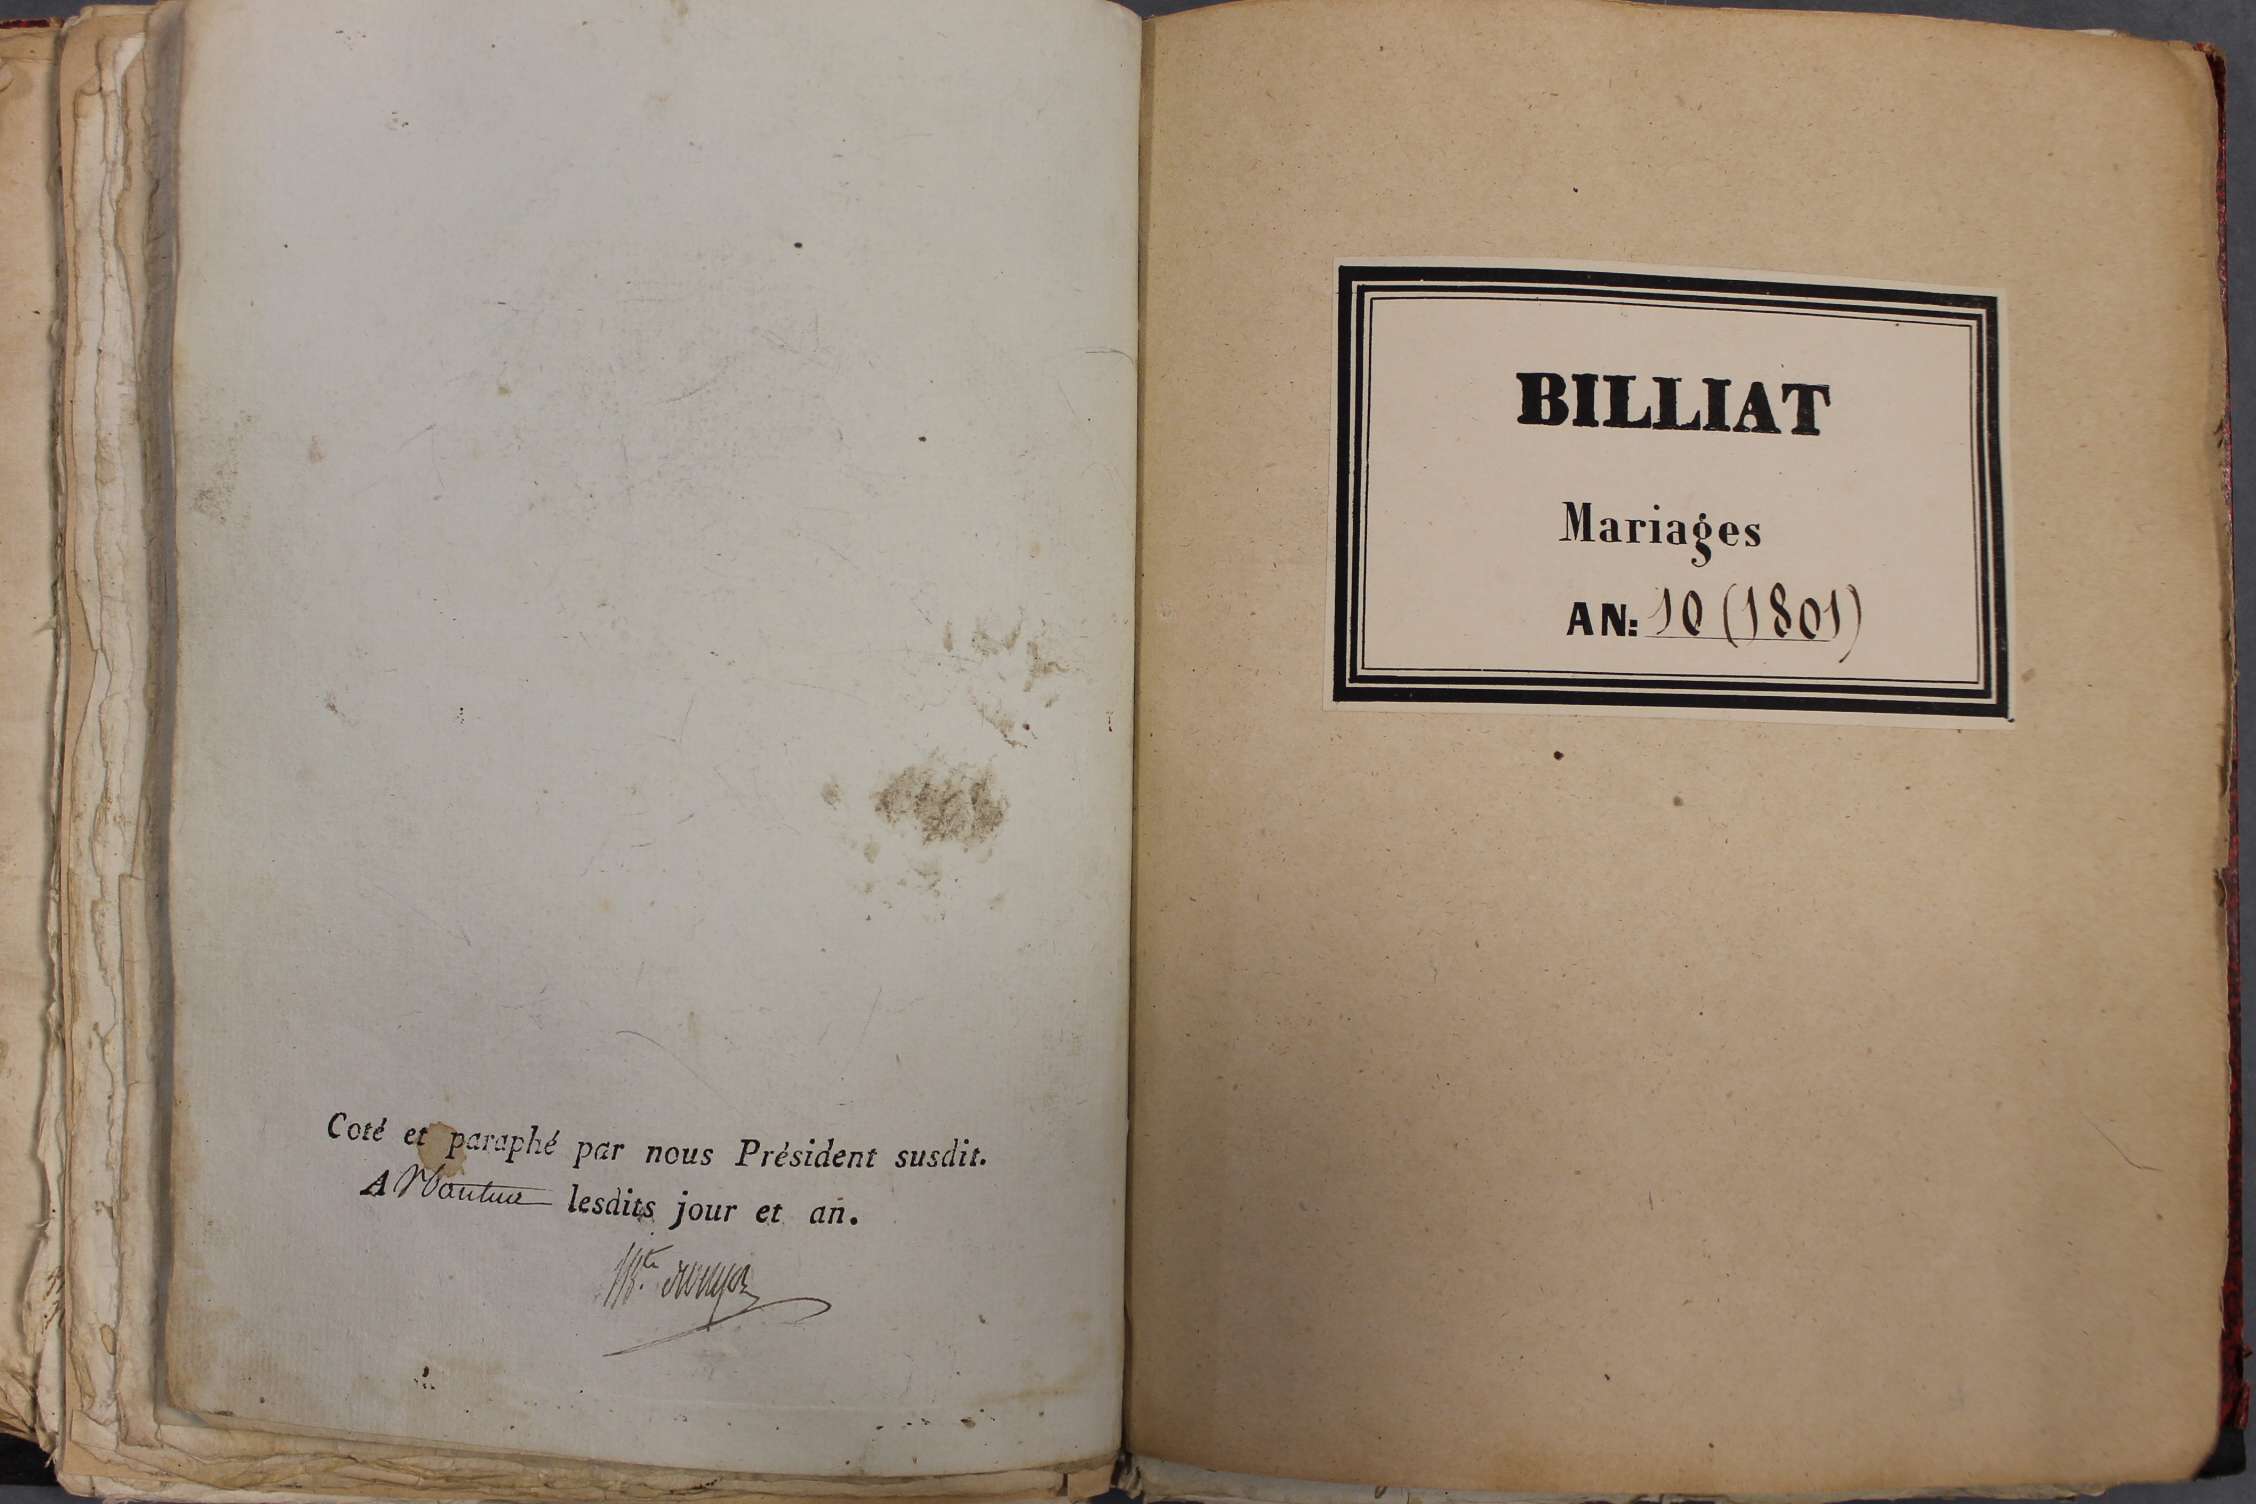 Coté et paraphé par nous Président susdit.
A Nantua lesdits jour et an.
BILLIAT
Mariages
AN: 10 (1801)